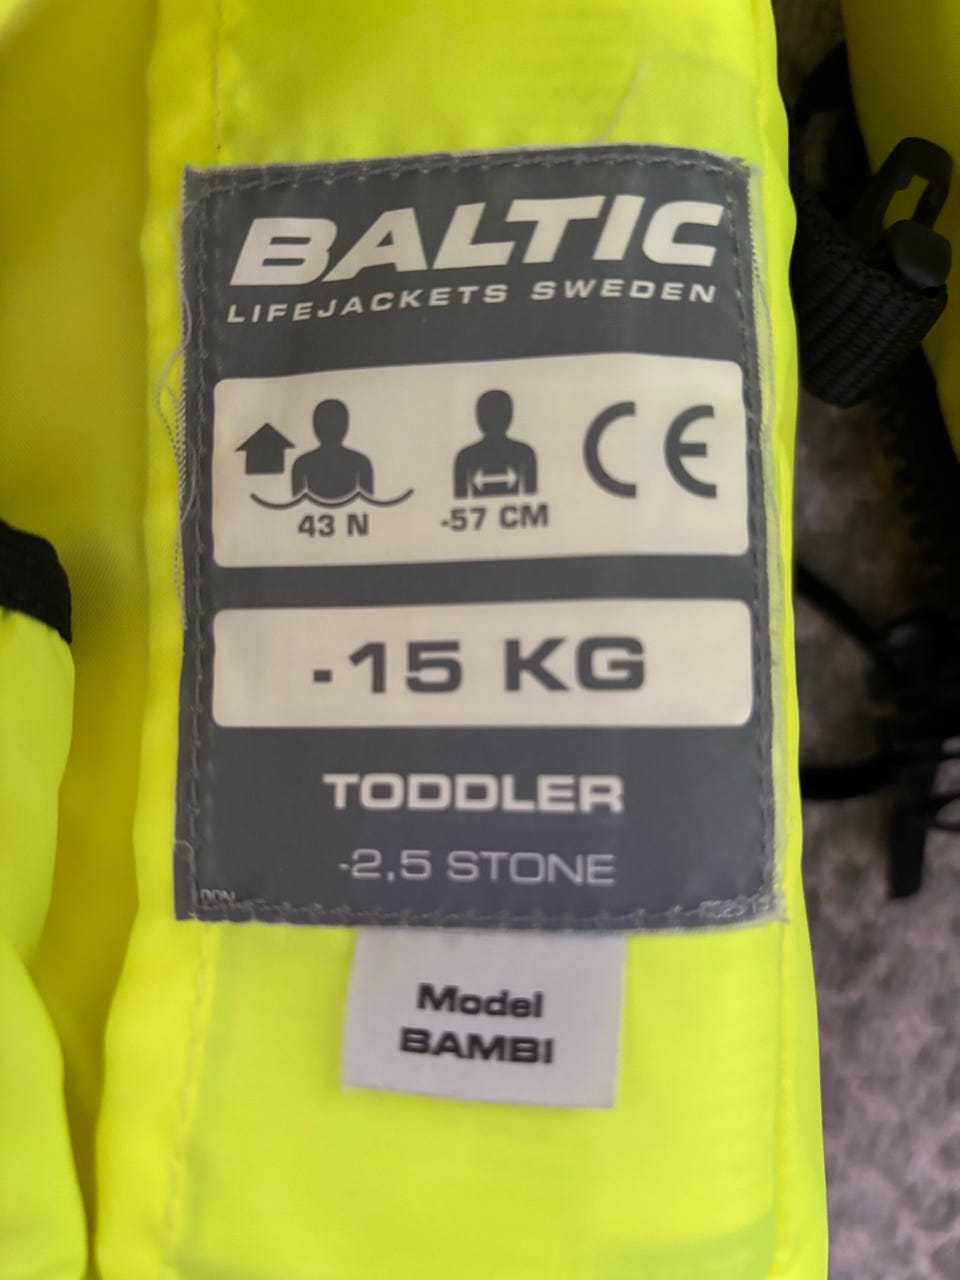 BALTIC
LIFEJACKETS SWEDEN
CE
43 N
-57 CM
-15 KG
TODDLER
-2,5 STONE
Model
BAMBI